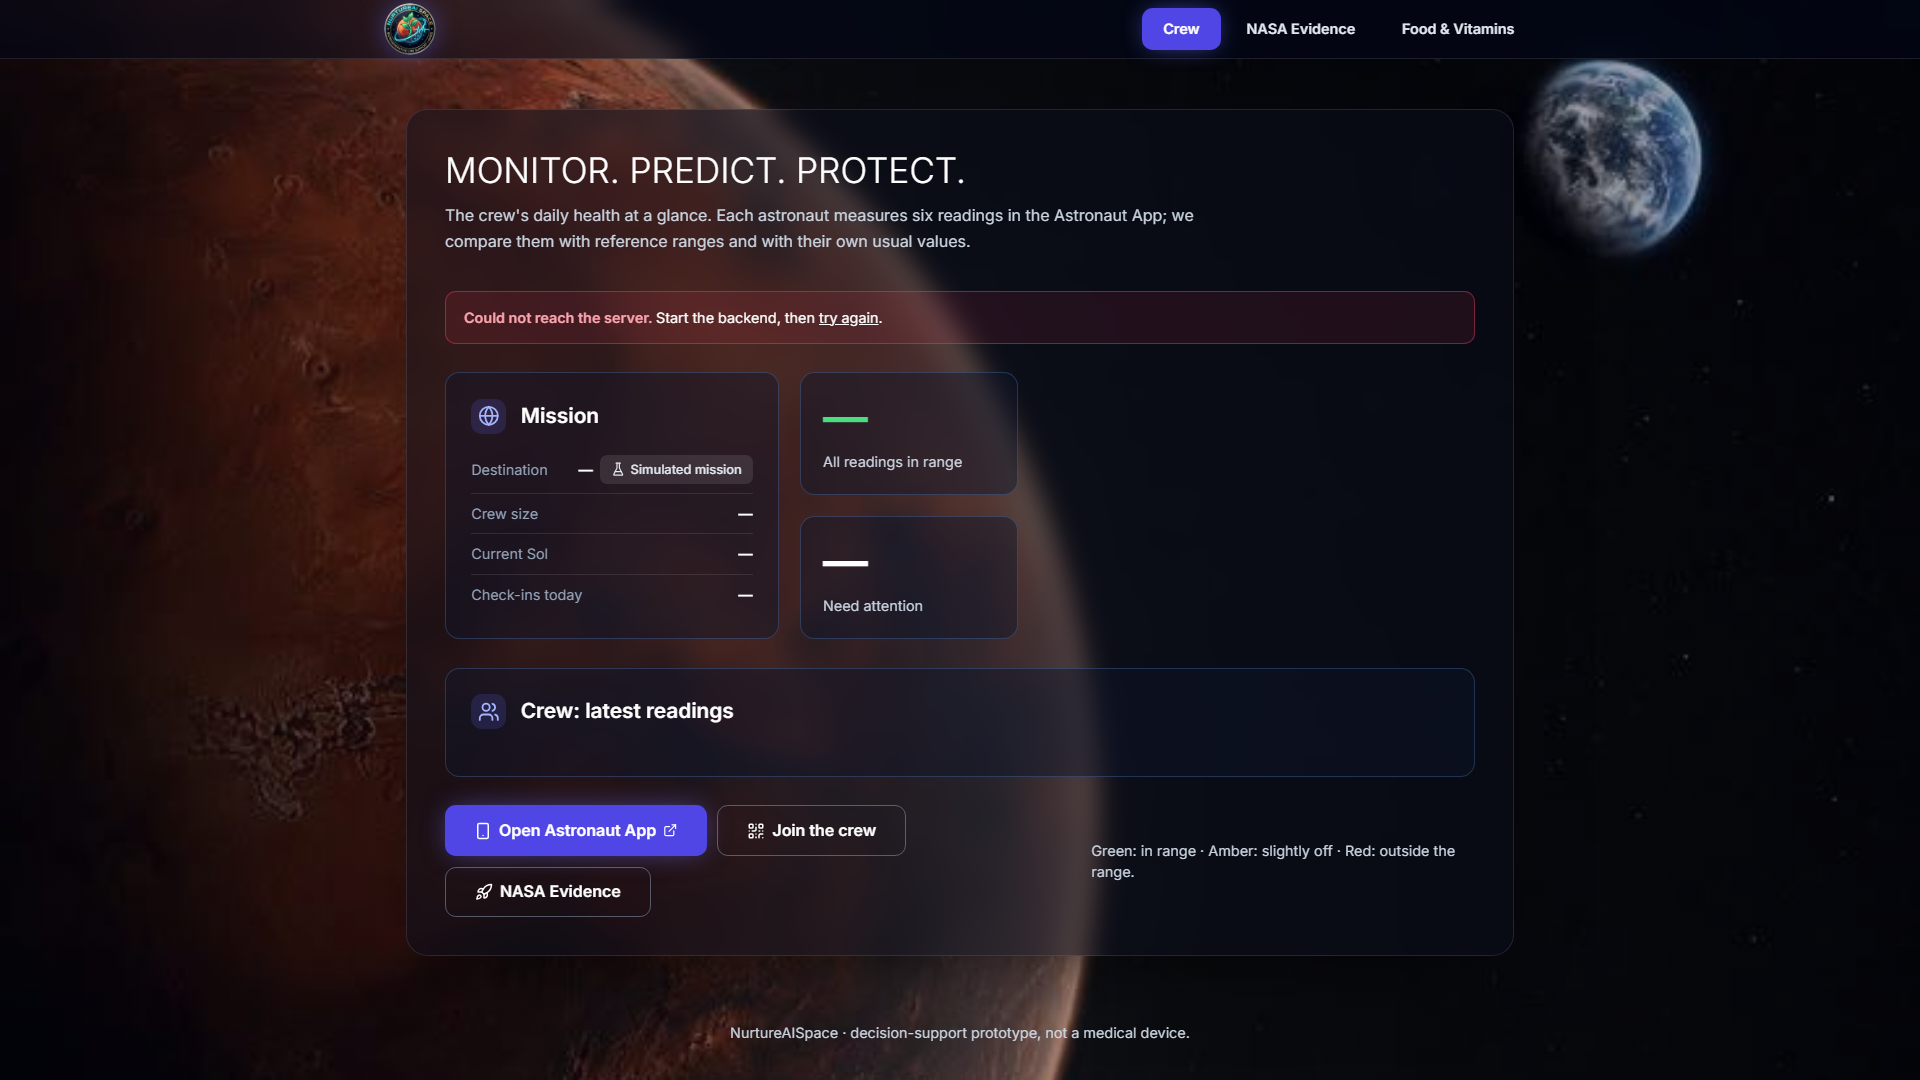 Crew
NASA Evidence
Food & Vitamins
MONITOR. PREDICT. PROTECT.
The crew's daily health at a glance. Each astronaut measures six readings in the Astronaut App; we
compare them with reference ranges and with their own usual values.
Could not reach the server. Start the backend, then try again.
Mission
Destination — Simulated mission
Crew size —
Current Sol —
Check-ins today —
—
All readings in range
—
Need attention
Crew: latest readings
Open Astronaut App
Join the crew
NASA Evidence
Green: in range · Amber: slightly off · Red: outside the
range.
NurtureAISpace · decision-support prototype, not a medical device.